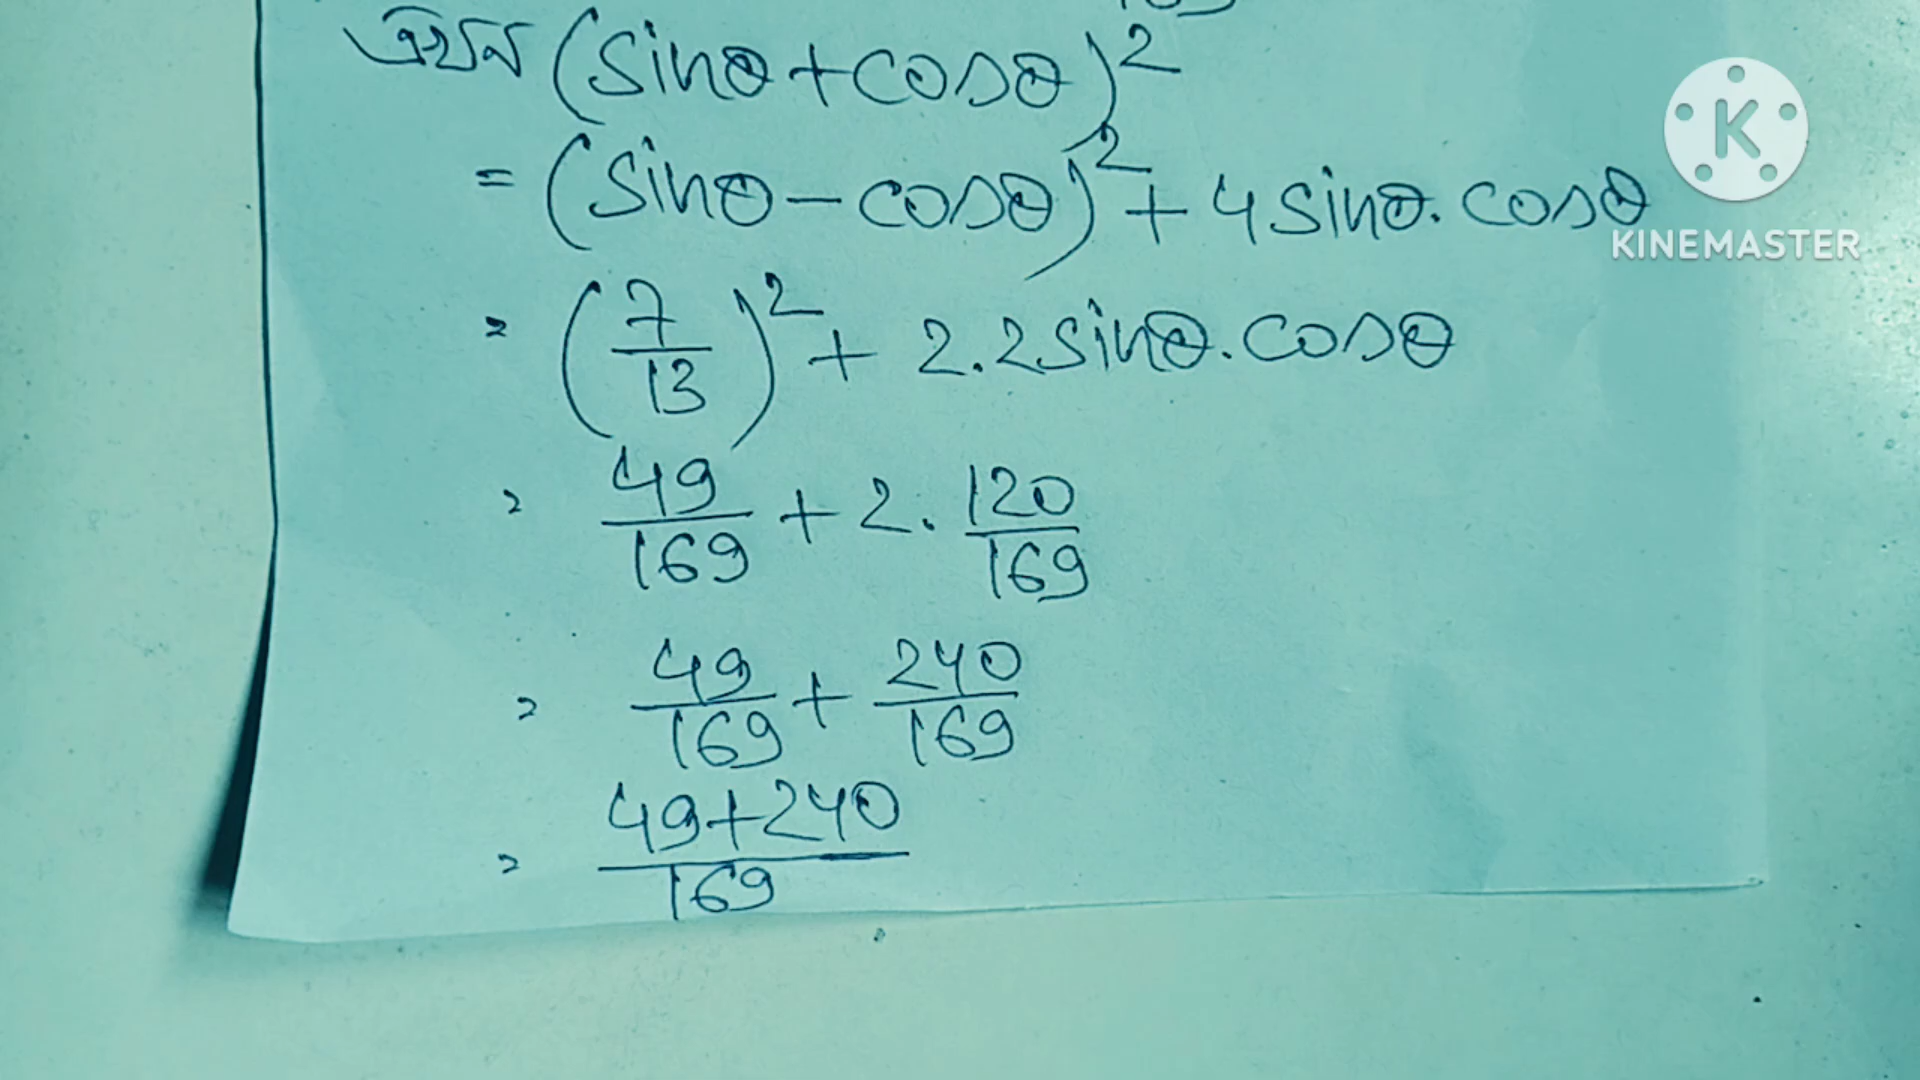 এখন (sinθ+cosθ)²
= (sinθ-cosθ)²+ 4sinθ.cosθ
KINEMASTER
= (7/13)²+ 2.2sinθ.cosθ
= 49/169 + 2. 120/169
= 49/169 + 240/169
= 49+240/169